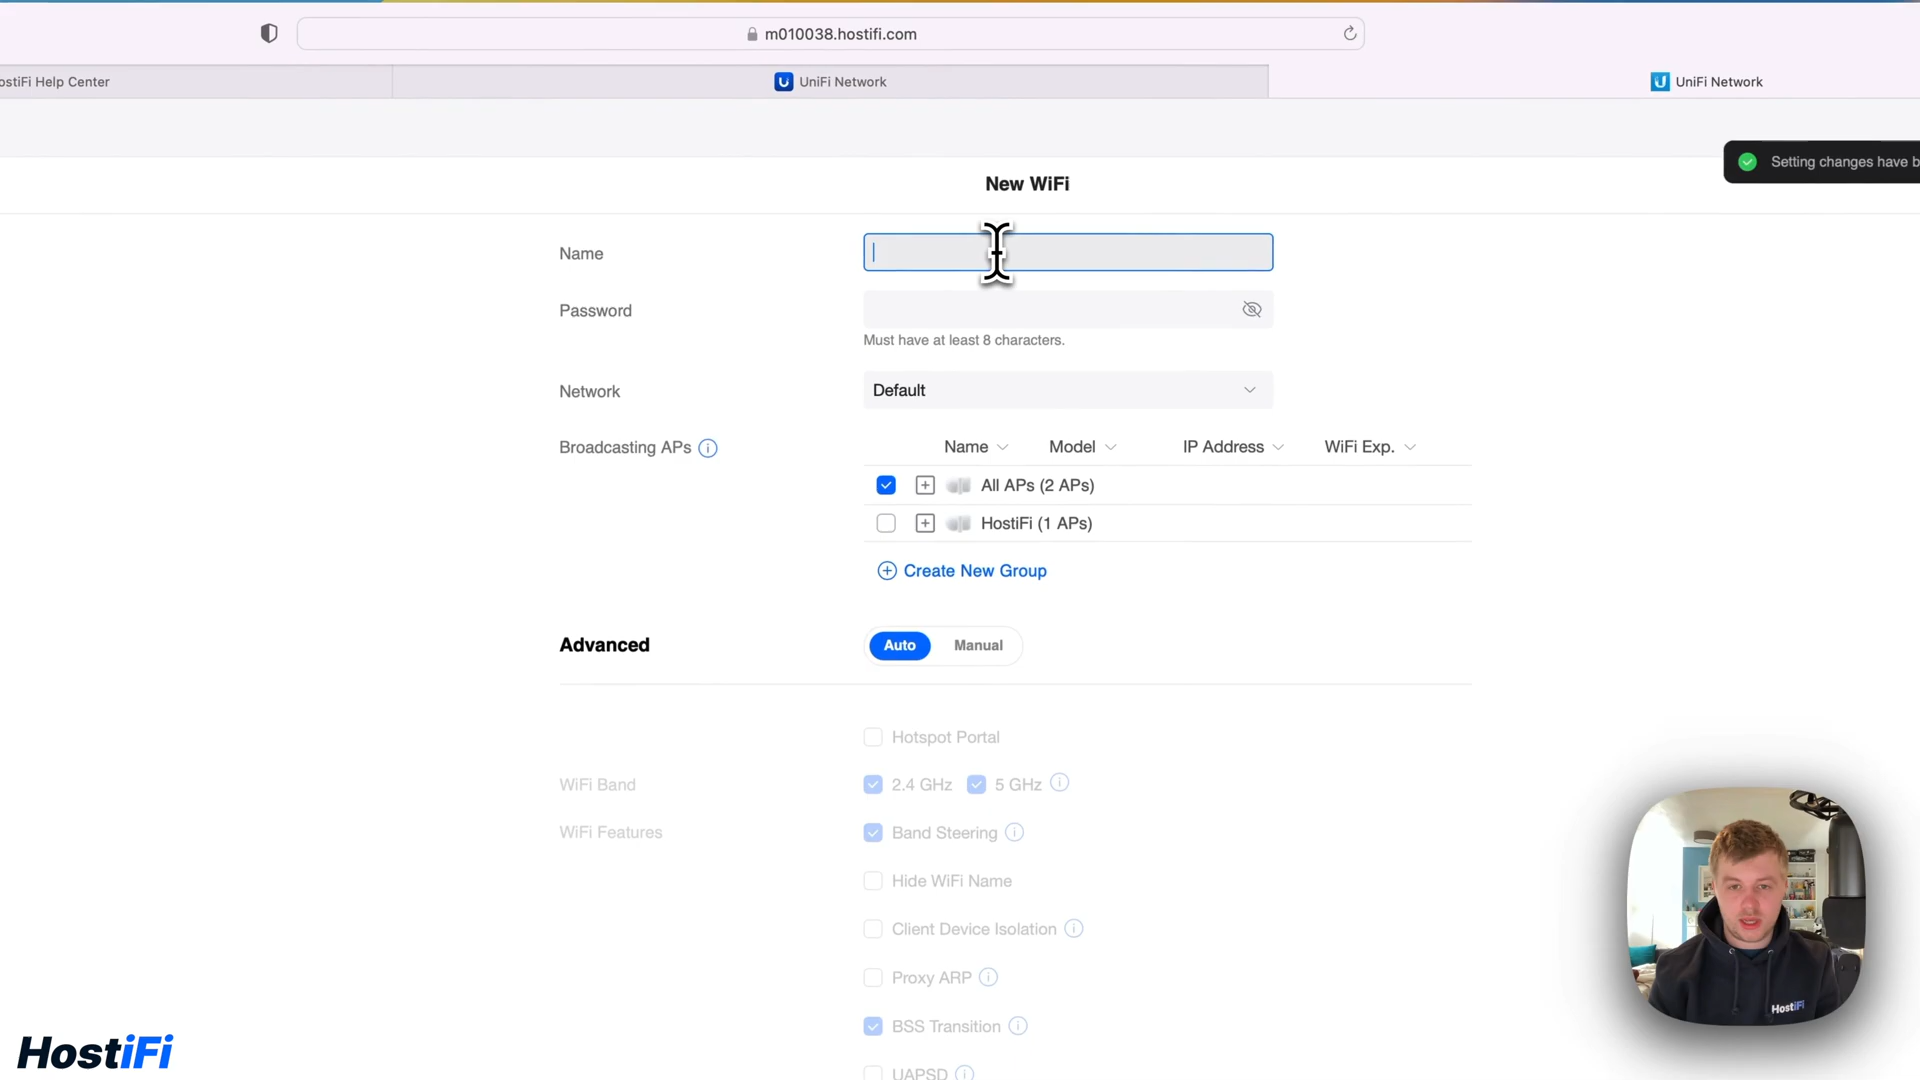 m010038.hostifi.com
ostiFi Help Center
UniFi Network
UniFi Network
Setting changes have b
New WiFi
Name
Password
Must have at least 8 characters.
Network
Default
Broadcasting APs
Name Model IP Address WiFi Exp.
All APs (2 APs)
HostiFi (1 APs)
Create New Group
Advanced
Auto Manual
Hotspot Portal
WiFi Band
2.4 GHz 5 GHz
WiFi Features
Band Steering
Hide WiFi Name
Client Device Isolation
Proxy ARP
BSS Transition
UAPSD
HostiFi
HostiFi